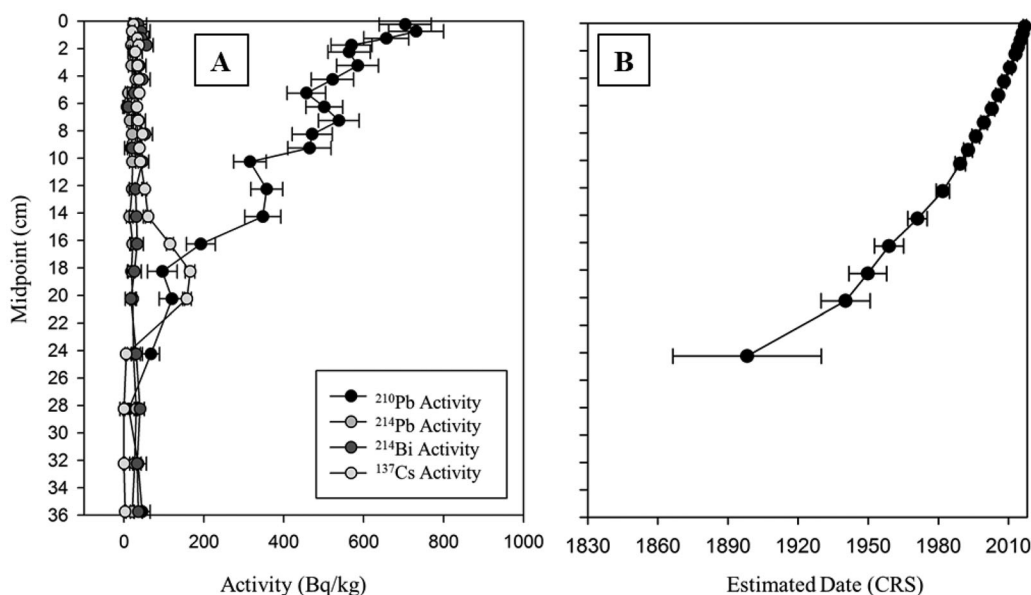 A
B
0
2
4
6
8
10
12
14
16
18
20
22
24
26
28
30
32
34
36
Midpoint (cm)
²¹⁰Pb Activity
²¹⁴Pb Activity
²¹⁴Bi Activity
¹³⁷Cs Activity
0 200 400 600 800 1000
1830 1860 1890 1920 1950 1980 2010
Activity (Bq/kg)
Estimated Date (CRS)